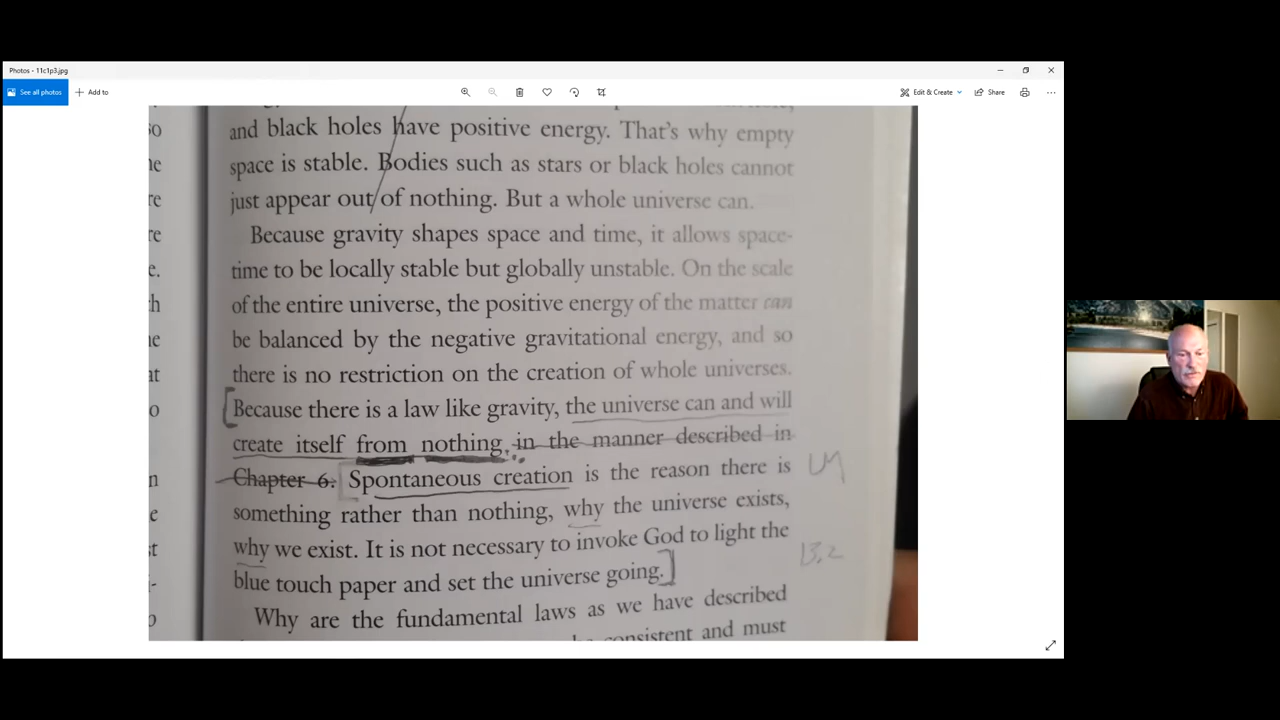 Photos - 11c1p3.jpg
See all photos
Add to
Edit & Create
Share
and black holes have positive energy. That's why empty
space is stable. Bodies such as stars or black holes cannot
just appear out of nothing. But a whole universe can.
Because gravity shapes space and time, it allows space-
time to be locally stable but globally unstable. On the scale
of the entire universe, the positive energy of the matter can
be balanced by the negative gravitational energy, and so
there is no restriction on the creation of whole universes.
Because there is a law like gravity, the universe can and will
create itself from nothing, in the manner described in
Chapter 6. Spontaneous creation is the reason there is
something rather than nothing, why the universe exists,
why we exist. It is not necessary to invoke God to light the
blue touch paper and set the universe going.
Why are the fundamental laws as we have described
consistent and must
13.2